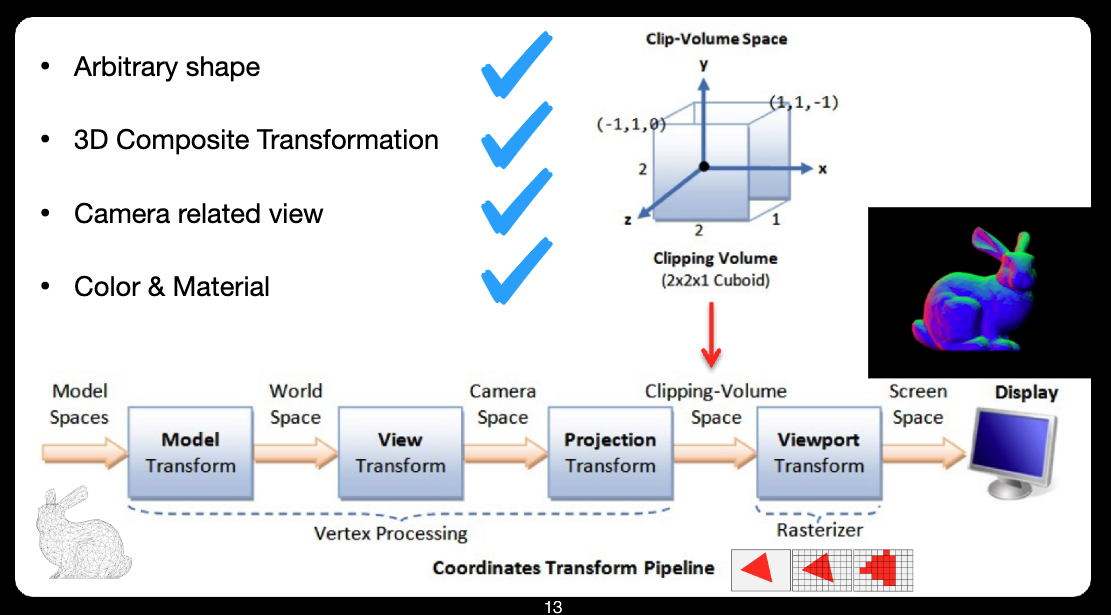 • Arbitrary shape
• 3D Composite Transformation
• Camera related view
• Color & Material
Clip-Volume Space
y
(1,1,-1)
(-1,1,0)
2
x
z
1
2
Clipping Volume
(2x2x1 Cuboid)
Model
Spaces
World
Space
Camera
Space
Clipping-Volume
Space
Screen
Space
Display
Model
Transform
View
Transform
Projection
Transform
Viewport
Transform
Vertex Processing
Rasterizer
Coordinates Transform Pipeline
13